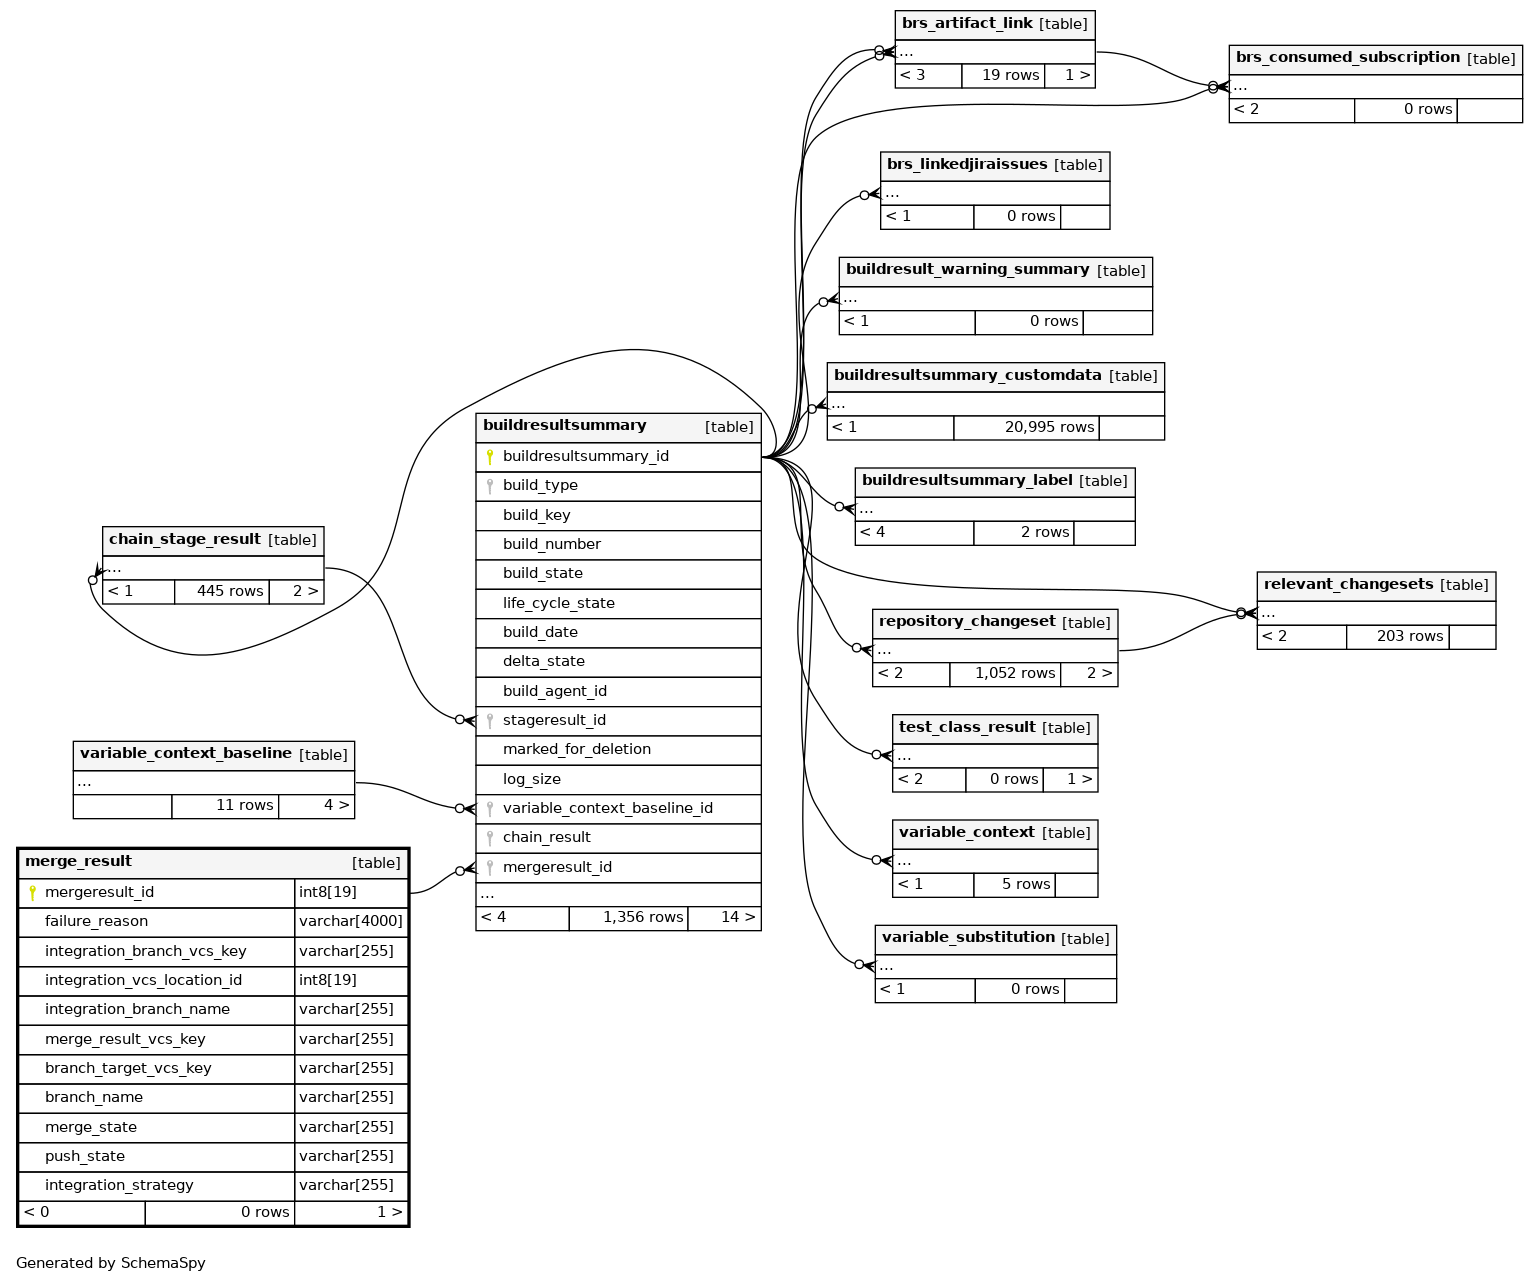 brs_artifact_link [table]
...
< 3 19 rows 1 >
brs_consumed_subscription [table]
...
< 2 0 rows
brs_linkedjiraissues [table]
...
< 1 0 rows
buildresult_warning_summary [table]
...
< 1 0 rows
buildresultsummary_customdata [table]
...
< 1 20,995 rows
buildresultsummary [table]
buildresultsummary_id
build_type
build_key
build_number
build_state
life_cycle_state
build_date
delta_state
build_agent_id
stageresult_id
marked_for_deletion
log_size
variable_context_baseline_id
chain_result
mergeresult_id
...
< 4 1,356 rows 14 >
buildresultsummary_label [table]
...
< 4 2 rows
chain_stage_result [table]
...
< 1 445 rows 2 >
relevant_changesets [table]
...
< 2 203 rows
repository_changeset [table]
...
< 2 1,052 rows 2 >
test_class_result [table]
...
< 2 0 rows 1 >
variable_context_baseline [table]
...
11 rows 4 >
variable_context [table]
...
< 1 5 rows
variable_substitution [table]
...
< 1 0 rows
merge_result [table]
mergeresult_id int8[19]
failure_reason varchar[4000]
integration_branch_vcs_key varchar[255]
integration_vcs_location_id int8[19]
integration_branch_name varchar[255]
merge_result_vcs_key varchar[255]
branch_target_vcs_key varchar[255]
branch_name varchar[255]
merge_state varchar[255]
push_state varchar[255]
integration_strategy varchar[255]
< 0 0 rows 1 >
Generated by SchemaSpy